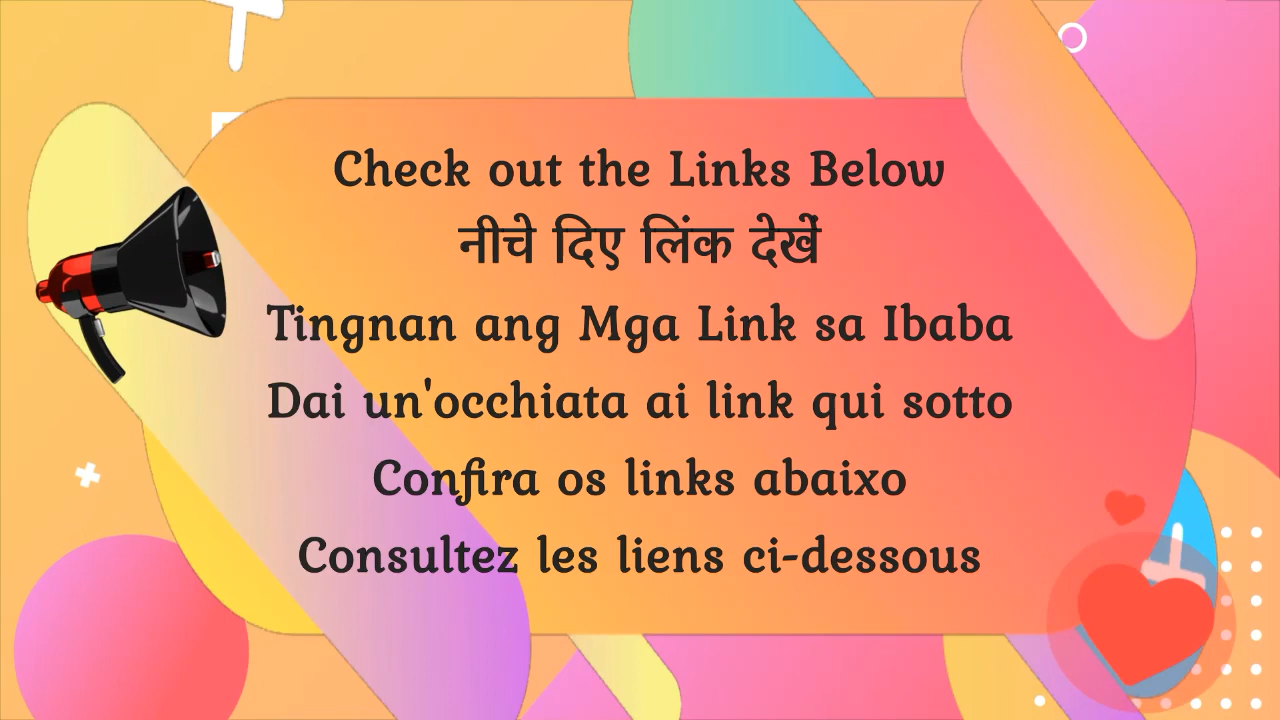 Check out the Links Below
नीचे दिए लिंक देखें
Tingnan ang Mga Link sa Ibaba
Dai un'occhiata ai link qui sotto
Confira os links abaixo
Consultez les liens ci-dessous